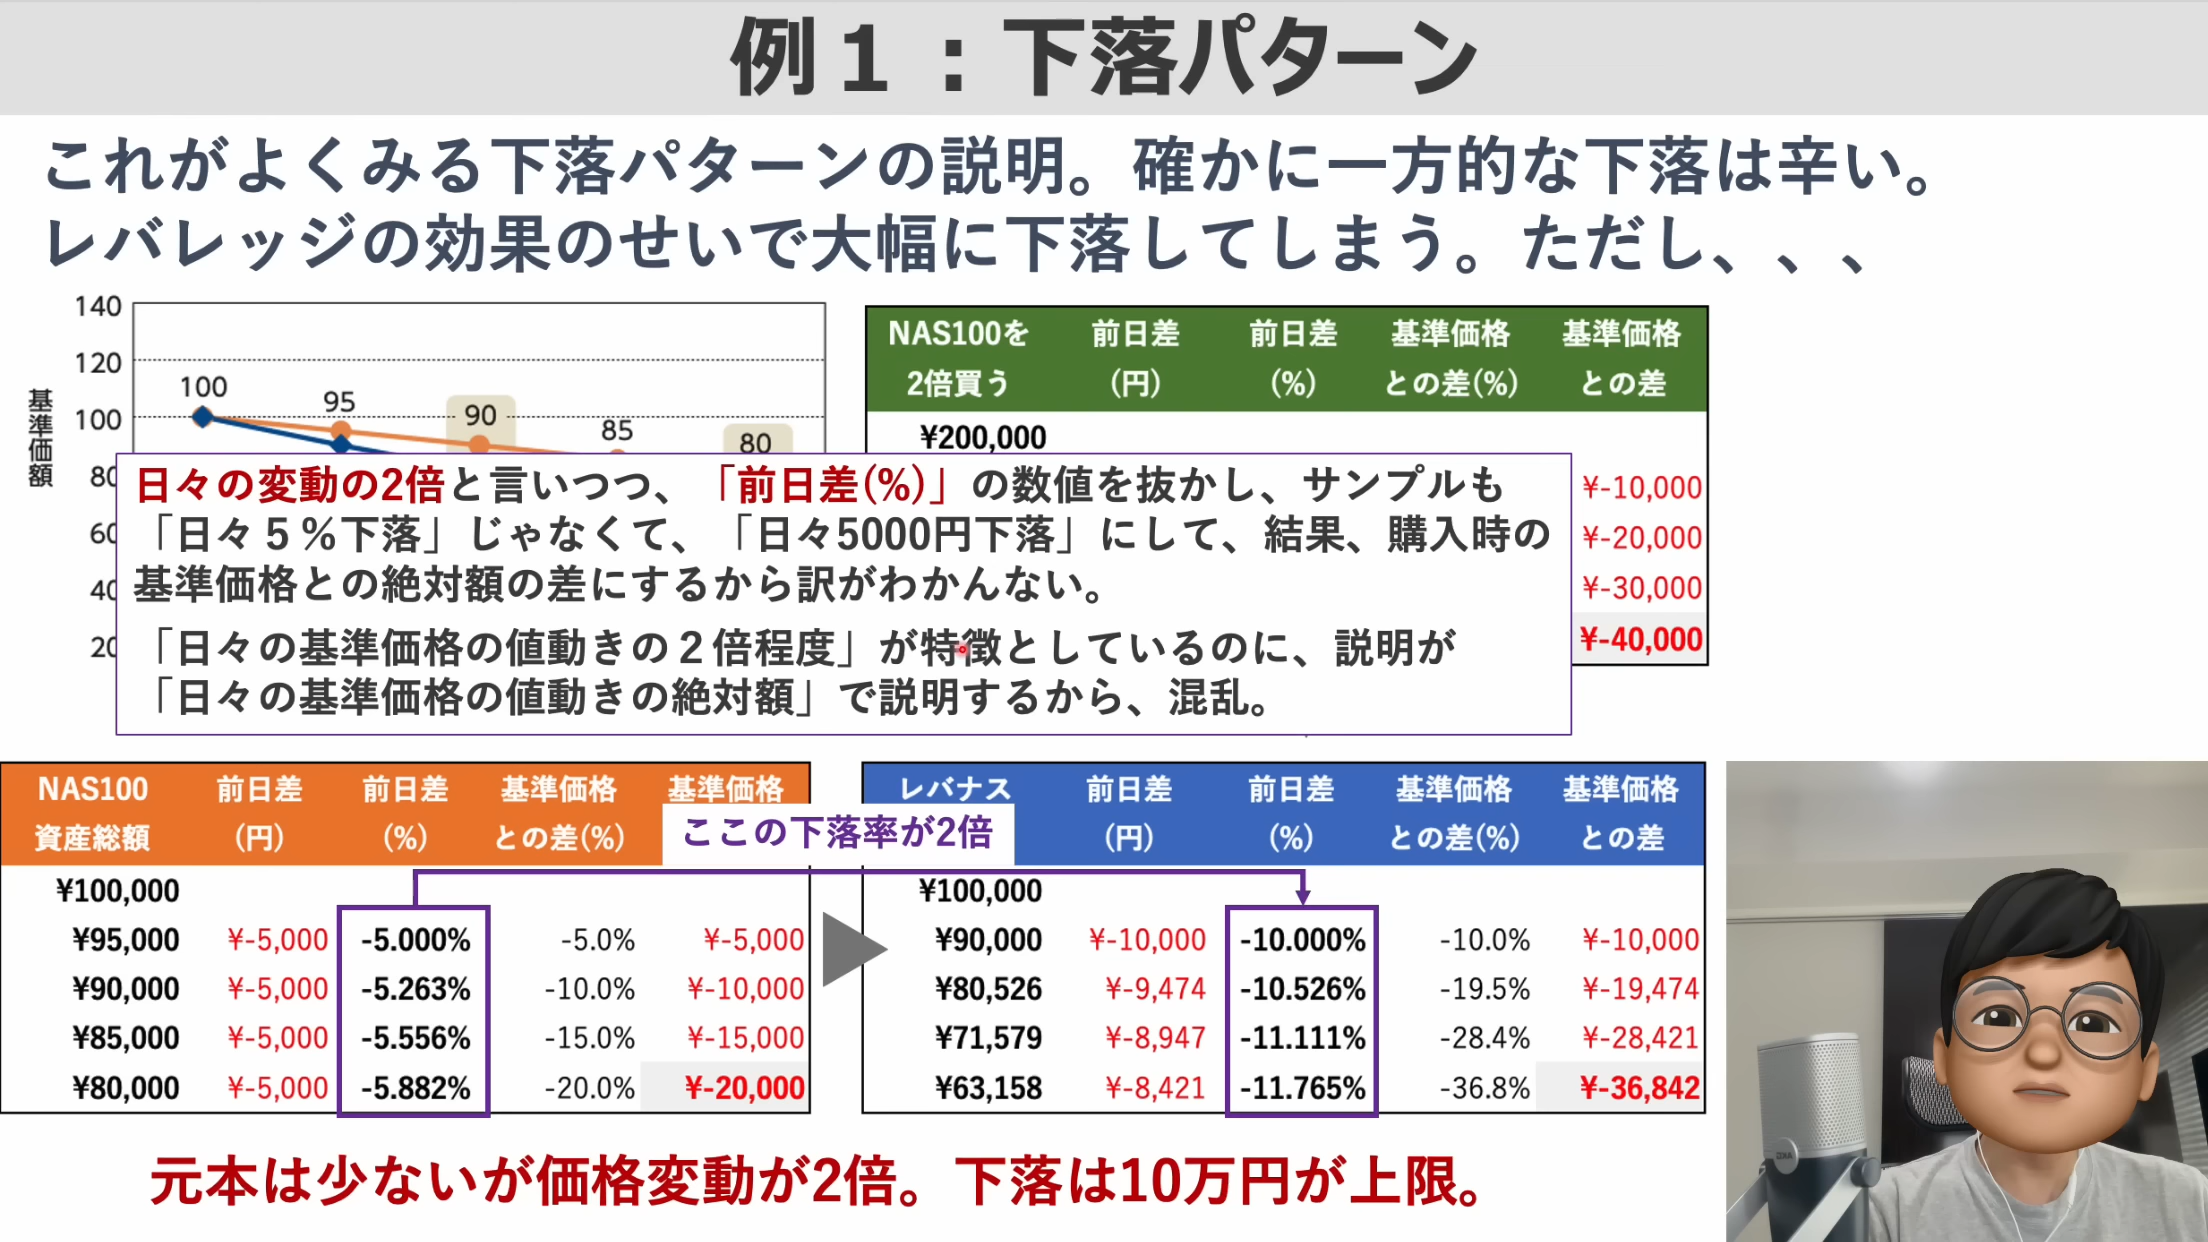 例１：下落パターン
これがよくみる下落パターンの説明。確かに一方的な下落は辛い。
レバレッジの効果のせいで大幅に下落してしまう。ただし、、、
基準価額
140
120
100
80
60
40
20
100
95
90
85
80
NAS100を 前日差 前日差 基準価格 基準価格
2倍買う (円) (%) との差(%) との差
¥200,000
¥-10,000
¥-20,000
¥-30,000
¥-40,000
日々の変動の2倍と言いつつ、「前日差(%)」の数値を抜かし、サンプルも
「日々５％下落」じゃなくて、「日々5000円下落」にして、結果、購入時の
基準価格との絶対額の差にするから訳がわかんない。
「日々の基準価格の値動きの２倍程度」が特徴としているのに、説明が
「日々の基準価格の値動きの絶対額」で説明するから、混乱。
NAS100 前日差 前日差 基準価格 基準価格
資産総額 (円) (%) との差(%)
¥100,000
¥95,000 ¥-5,000 -5.000% -5.0% ¥-5,000
¥90,000 ¥-5,000 -5.263% -10.0% ¥-10,000
¥85,000 ¥-5,000 -5.556% -15.0% ¥-15,000
¥80,000 ¥-5,000 -5.882% -20.0% ¥-20,000
ここの下落率が2倍
レバナス 前日差 前日差 基準価格 基準価格
(円) (%) との差(%) との差
¥100,000
¥90,000 ¥-10,000 -10.000% -10.0% ¥-10,000
¥80,526 ¥-9,474 -10.526% -19.5% ¥-19,474
¥71,579 ¥-8,947 -11.111% -28.4% ¥-28,421
¥63,158 ¥-8,421 -11.765% -36.8% ¥-36,842
元本は少ないが価格変動が2倍。下落は10万円が上限。